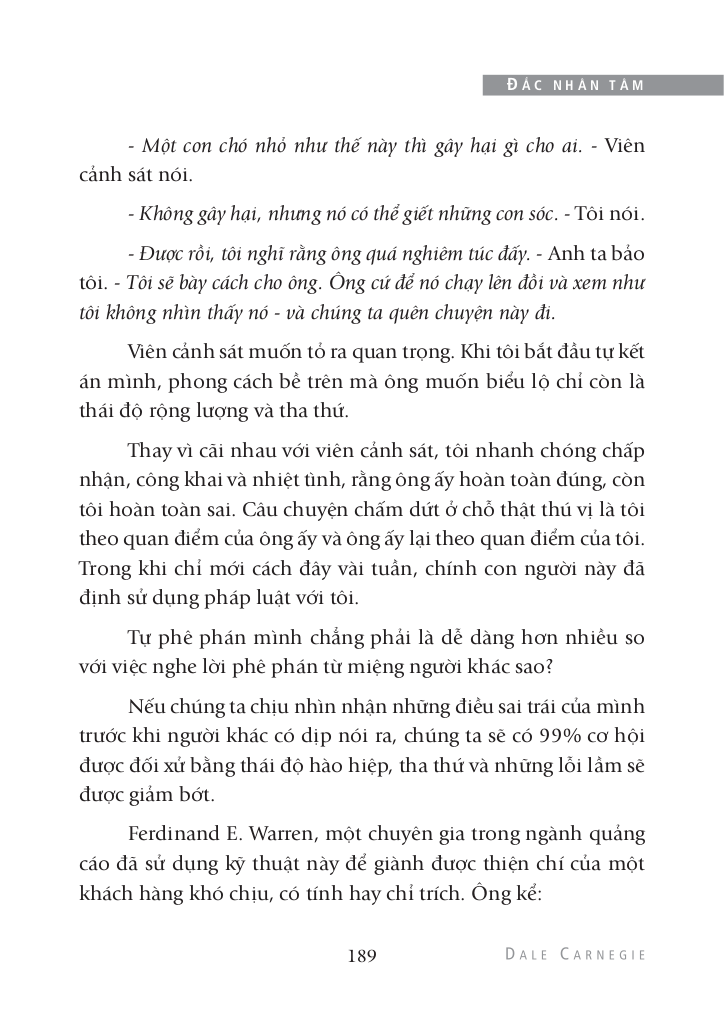 ĐẮC NHÂN TÂM
- Một con chó nhỏ như thế này thì gây hại gì cho ai. - Viên
cảnh sát nói.
- Không gây hại, nhưng nó có thể giết những con sóc. - Tôi nói.
- Được rồi, tôi nghĩ rằng ông quá nghiêm túc đấy. - Anh ta bảo
tôi. - Tôi sẽ bày cách cho ông. Ông cứ để nó chạy lên đồi và xem như
tôi không nhìn thấy nó - và chúng ta quên chuyện này đi.
Viên cảnh sát muốn tỏ ra quan trọng. Khi tôi bắt đầu tự kết
án mình, phong cách bề trên mà ông muốn biểu lộ chỉ còn là
thái độ rộng lượng và tha thứ.
Thay vì cãi nhau với viên cảnh sát, tôi nhanh chóng chấp
nhận, công khai và nhiệt tình, rằng ông ấy hoàn toàn đúng, còn
tôi hoàn toàn sai. Câu chuyện chấm dứt ở chỗ thật thú vị là tôi
theo quan điểm của ông ấy và ông ấy lại theo quan điểm của tôi.
Trong khi chỉ mới cách đây vài tuần, chính con người này đã
định sử dụng pháp luật với tôi.
Tự phê phán mình chẳng phải là dễ dàng hơn nhiều so
với việc nghe lời phê phán từ miệng người khác sao?
Nếu chúng ta chịu nhìn nhận những điều sai trái của mình
trước khi người khác có dịp nói ra, chúng ta sẽ có 99% cơ hội
được đối xử bằng thái độ hào hiệp, tha thứ và những lỗi lầm sẽ
được giảm bớt.
Ferdinand E. Warren, một chuyên gia trong ngành quảng
cáo đã sử dụng kỹ thuật này để giành được thiện chí của một
khách hàng khó chịu, có tính hay chỉ trích. Ông kể:
189
DALE CARNEGIE